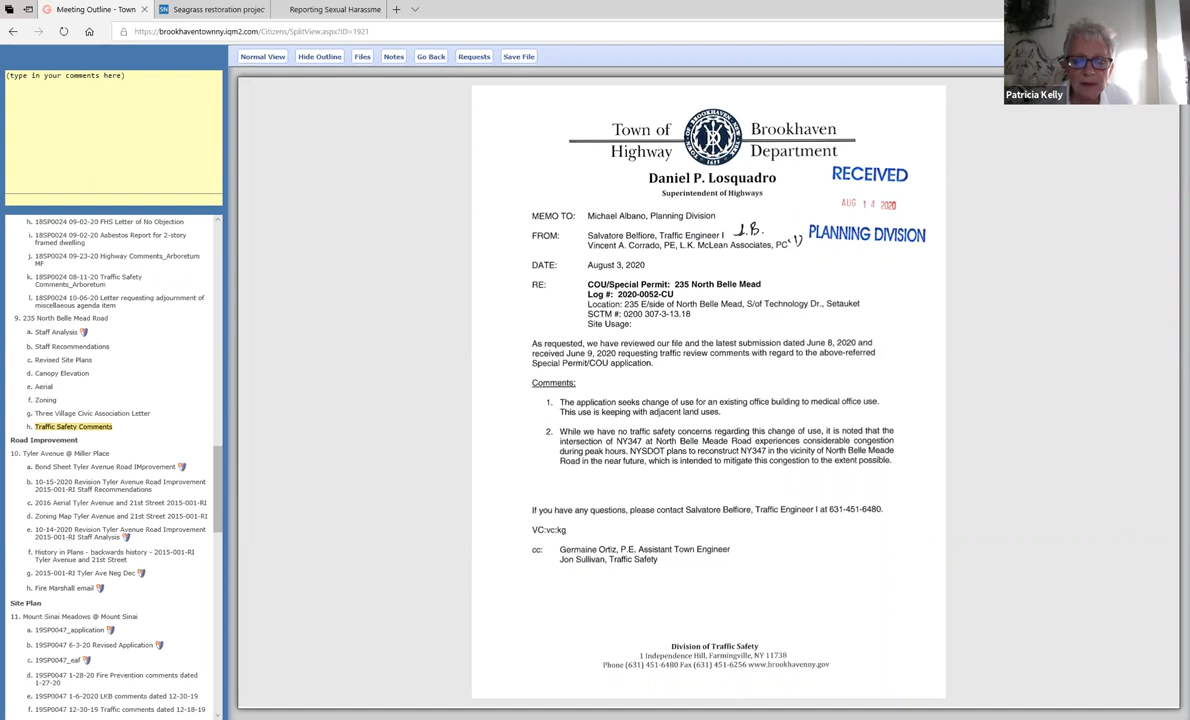 Meeting Outline - Town
Seagrass restoration projec
Reporting Sexual Harassme
https://brookhaventownny.iqm2.com/Citizens/SplitView.aspx?ID=1921
Patricia Kelly
Normal View
Hide Outline
Files
Notes
Go Back
Requests
Save File
(type in your comments here)
h. 18SP0024 09-02-20 FHS Letter of No Objection
i. 18SP0024 09-02-20 Asbestos Report for 2-story
framed dwelling
j. 18SP0024 09-23-20 Highway Comments_Arboretum
MF
k. 18SP0024 08-11-20 Traffic Safety
Comments_Arboretum
l. 18SP0024 10-06-20 Letter requesting adjournment of
miscellaeous agenda item
9. 235 North Belle Mead Road
a. Staff Analysis
b. Staff Recommendations
c. Revised Site Plans
d. Canopy Elevation
e. Aerial
f. Zoning
g. Three Village Civic Association Letter
h. Traffic Safety Comments
Road Improvement
10. Tyler Avenue @ Miller Place
a. Bond Sheet Tyler Avenue Road IMprovement
b. 10-15-2020 Revision Tyler Avenue Road Improvement
2015-001-RI Staff Recommendations
c. 2016 Aerial Tyler Avenue and 21st Street 2015-001-RI
d. Zoning Map Tyler Avenue and 21st Street 2015-001-RI
e. 10-14-2020 Revision Tyler Avenue Road Improvement
2015-001-RI Staff Analysis
f. History in Plans - backwards history - 2015-001-RI
Tyler Avenue and 21st Street
g. 2015-001-RI Tyler Ave Neg Dec
h. Fire Marshall email
Site Plan
11. Mount Sinai Meadows @ Mount Sinai
a. 19SP0047_application
b. 19SP0047 6-3-20 Revised Application
c. 19SP0047_eaf
d. 19SP0047 1-28-20 Fire Prevention comments dated
1-27-20
e. 19SP0047 1-6-2020 LKB comments dated 12-30-19
f. 19SP0047 12-30-19 Traffic comments dated 12-18-19
Town of Brookhaven
Highway Department
Daniel P. Losquadro
Superintendent of Highways
RECEIVED
AUG 14 2020
PLANNING DIVISION
MEMO TO: Michael Albano, Planning Division
FROM: Salvatore Belfiore, Traffic Engineer I
Vincent A. Corrado, PE, L.K. McLean Associates, PC
DATE: August 3, 2020
RE: COU/Special Permit: 235 North Belle Mead
Log #: 2020-0052-CU
Location: 235 E/side of North Belle Mead, S/of Technology Dr., Setauket
SCTM #: 0200 307-3-13.18
Site Usage:
As requested, we have reviewed our file and the latest submission dated June 8, 2020 and
received June 9, 2020 requesting traffic review comments with regard to the above-referred
Special Permit/COU application.
Comments:
1. The application seeks change of use for an existing office building to medical office use.
This use is keeping with adjacent land uses.
2. While we have no traffic safety concerns regarding this change of use, it is noted that the
intersection of NY347 at North Belle Meade Road experiences considerable congestion
during peak hours. NYSDOT plans to reconstruct NY347 in the vicinity of North Belle Meade
Road in the near future, which is intended to mitigate this congestion to the extent possible.
If you have any questions, please contact Salvatore Belfiore, Traffic Engineer I at 631-451-6480.
VC:vc:kg
cc: Germaine Ortiz, P.E. Assistant Town Engineer
Jon Sullivan, Traffic Safety
Division of Traffic Safety
1 Independence Hill, Farmingville, NY 11738
Phone (631) 451-6480 Fax (631) 451-6256 www.brookhavenny.gov